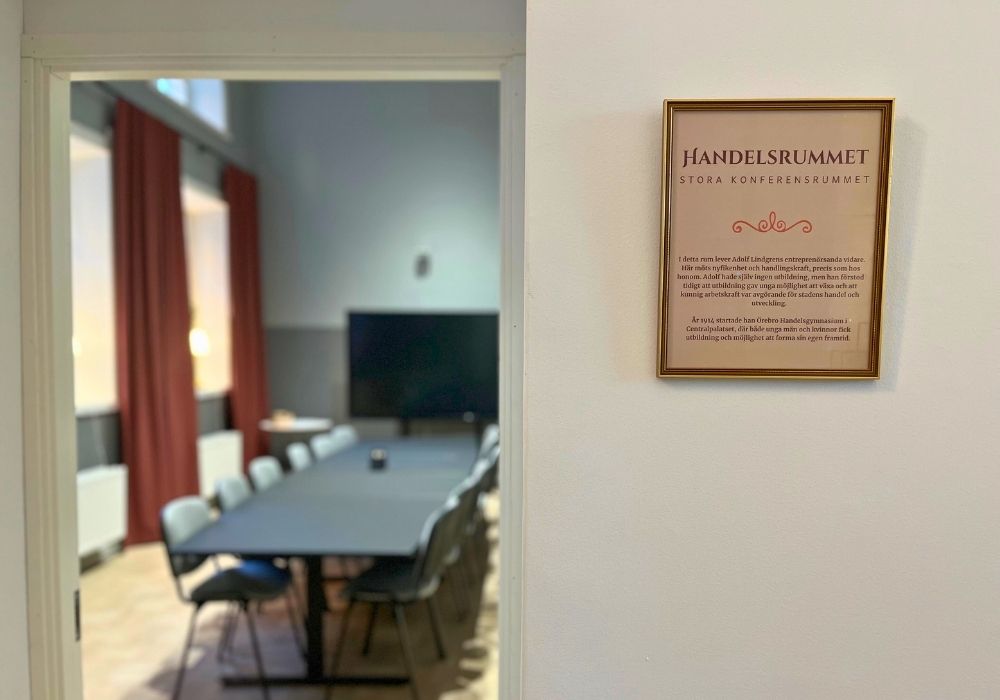 HANDELSRUMMET
STORA KONFERENSRUMMET
I detta rum lever Adolf Lindgrens entreprenörsanda vidare.
Här möts nyfikenhet och handlingskraft, precis som hos
honom. Adolf hade själv ingen utbildning, men han förstod
tidigt att utbildning gav unga möjlighet att växa och att
kunnig arbetskraft var avgörande för stadens handel och
utveckling.
År 1914 startade han Örebro Handelsgymnasium i
Centralpalatset, där både unga män och kvinnor fick
utbildning och möjlighet att forma sin egen framtid.